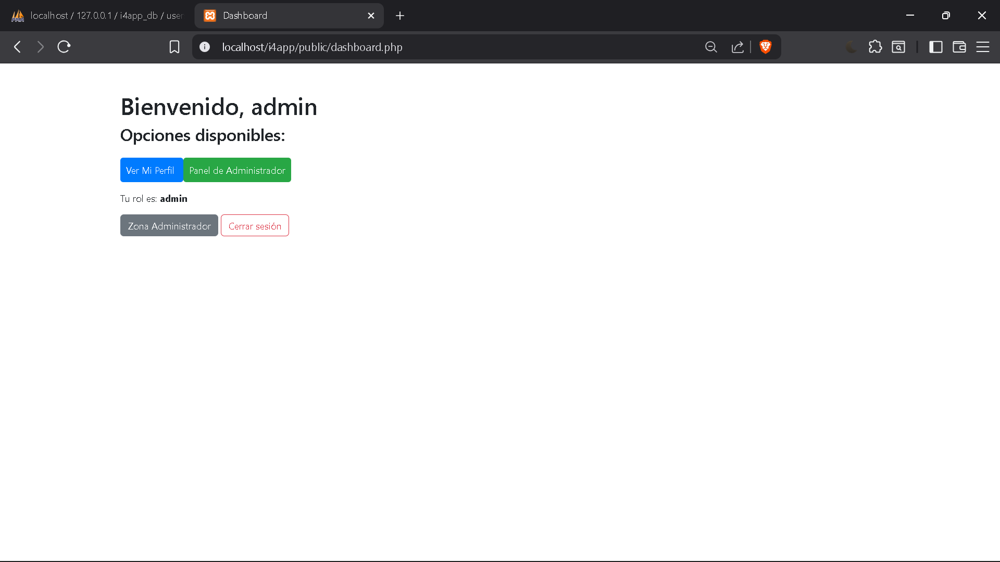 localhost / 127.0.0.1 / i4app_db / user
Dashboard
localhost/i4app/public/dashboard.php
Bienvenido, admin
Opciones disponibles:
Ver Mi Perfil Panel de Administrador
Tu rol es: admin
Zona Administrador Cerrar sesión